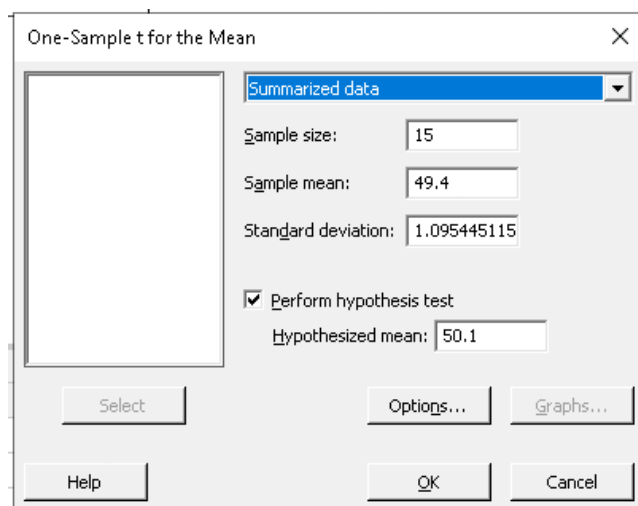 One-Sample t for the Mean
Summarized data
Sample size: 15
Sample mean: 49.4
Standard deviation: 1.095445115
Perform hypothesis test
Hypothesized mean: 50.1
Select
Options...
Graphs...
Help
OK
Cancel